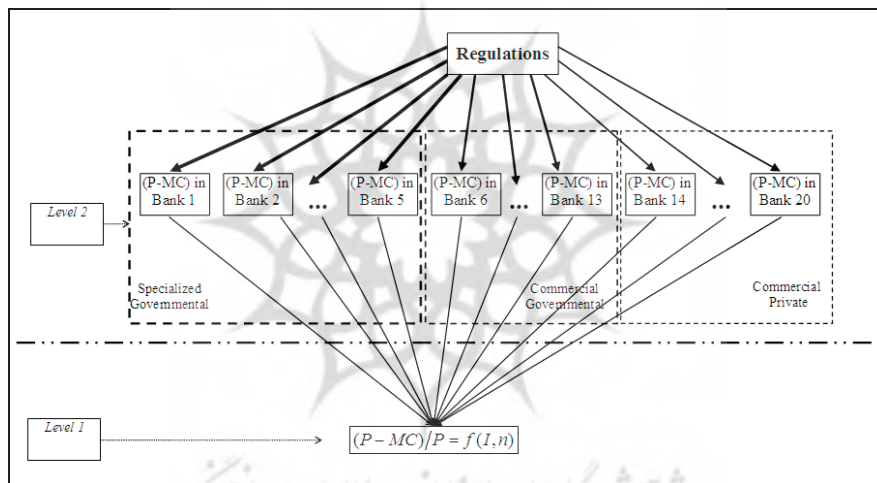 Regulations
(P-MC) in
Bank 1
(P-MC) in
Bank 2
...
(P-MC) in
Bank 5
(P-MC) in
Bank 6
...
(P-MC) in
Bank 13
(P-MC) in
Bank 14
...
(P-MC) in
Bank 20
Level 2
Specialized
Governmental
Commercial
Governmental
Commercial
Private
Level 1
(P − MC)/P = f(I,n)